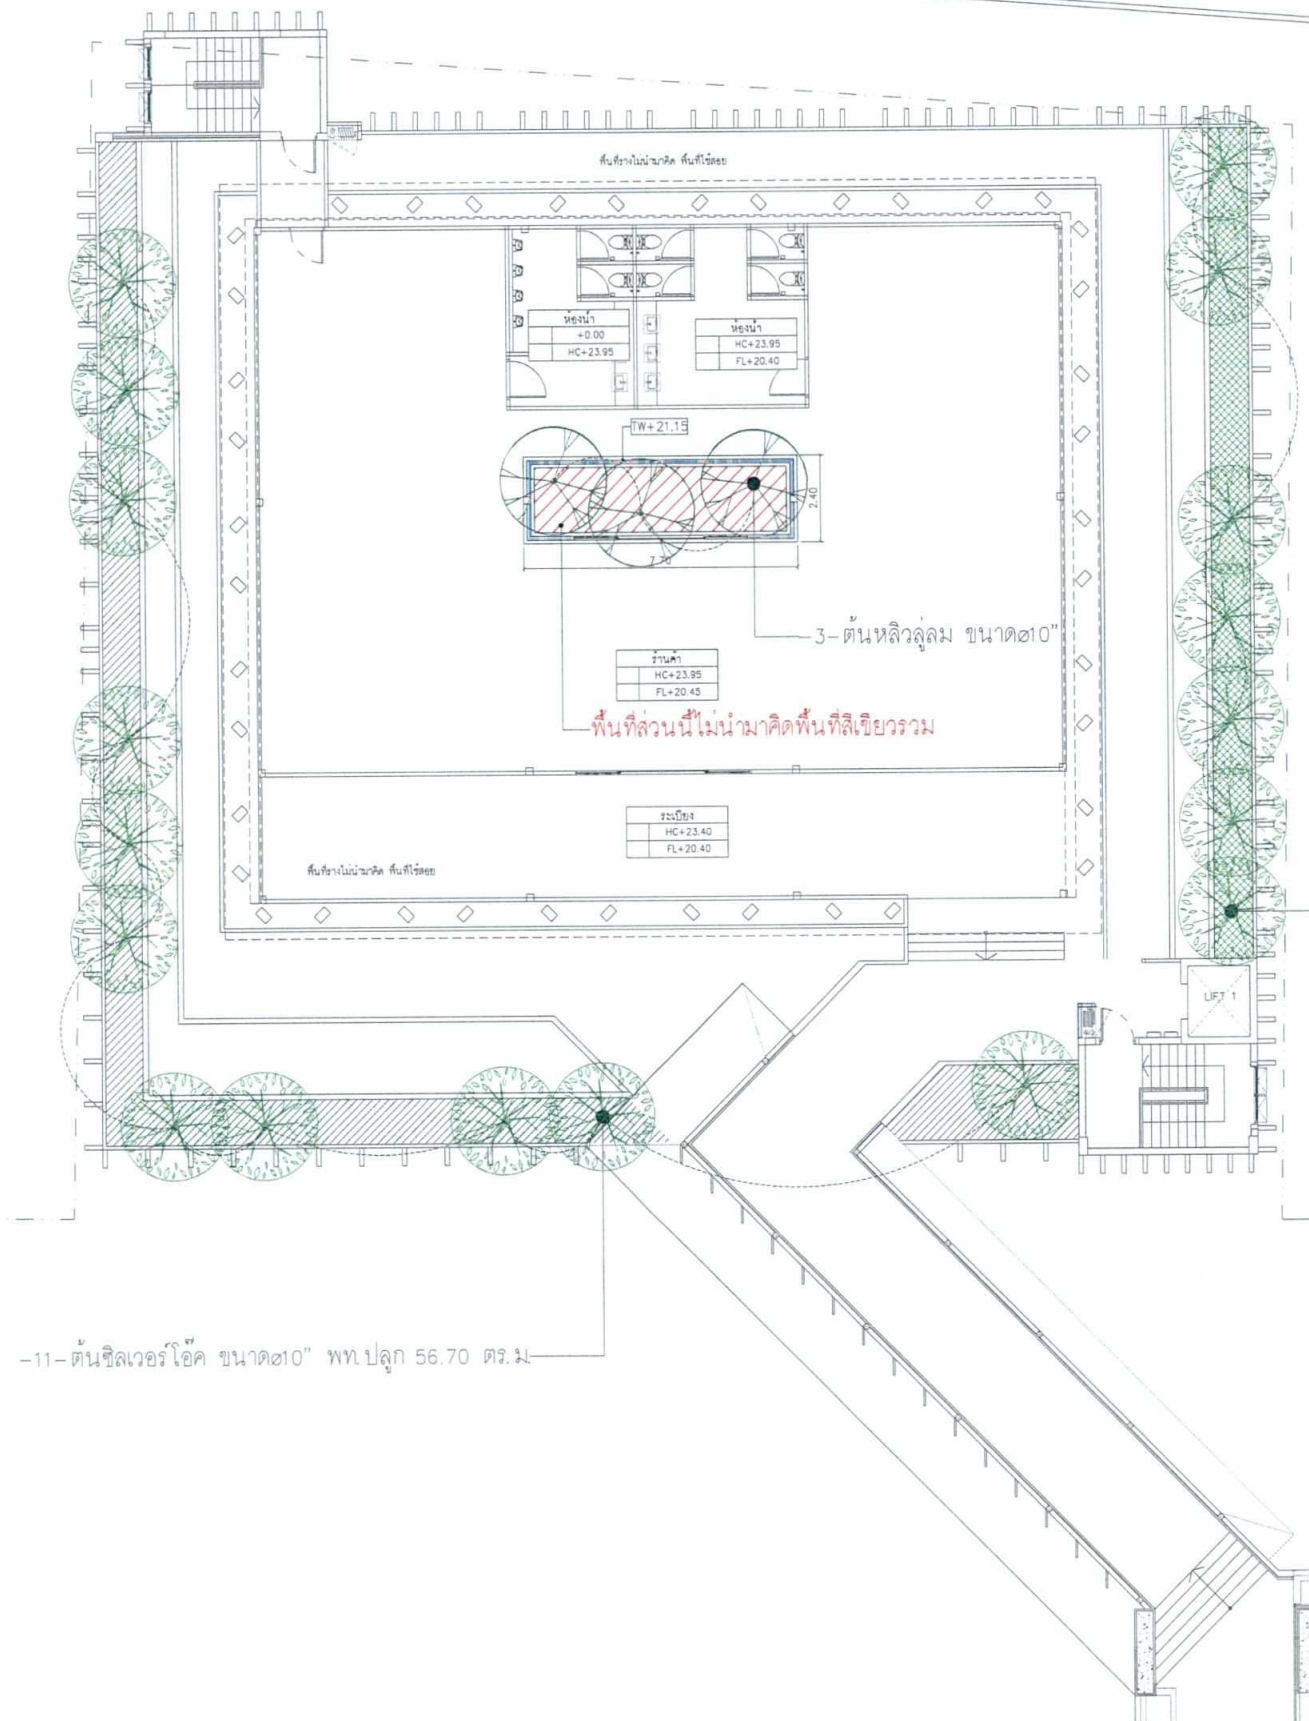 พื้นที่รางไม่นำมาคิด พื้นที่ใช้สอย
ห้องน้ำ
+0.00
HC+23.95
ห้องน้ำ
HC+23.95
FL+20.40
TW+21.15
2.40
7.70
3-ต้นหลิวลู่ลม ขนาดø10"
ร้านค้า
HC+23.95
FL+20.45
พื้นที่ส่วนนี้ไม่นำมาคิดพื้นที่สีเขียวรวม
ระเบียง
HC+23.40
FL+20.40
พื้นที่รางไม่นำมาคิด พื้นที่ใช้สอย
LIFT 1
-11-ต้นซิลเวอร์โอ๊ค ขนาดø10" พท.ปลูก 56.70 ตร.ม.